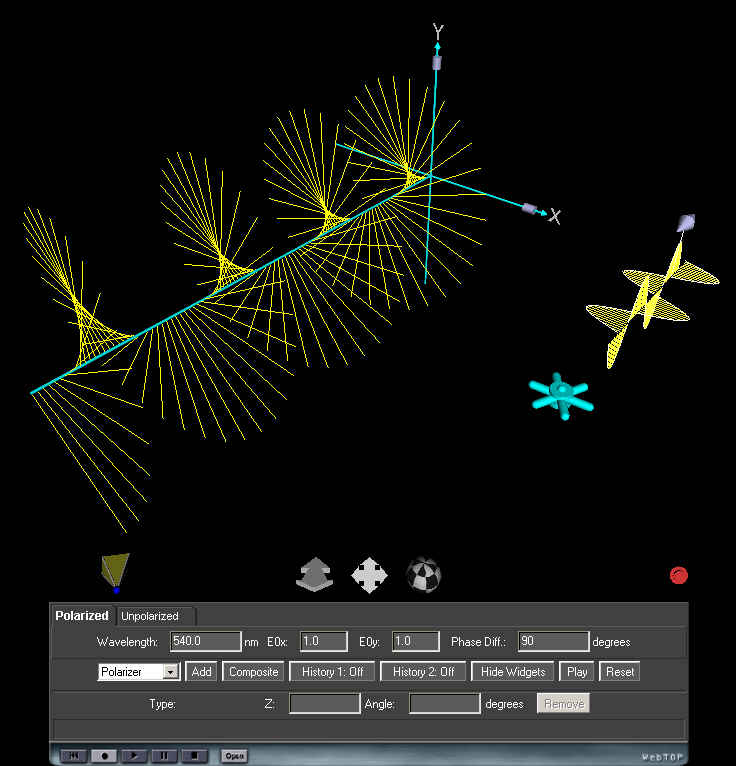 Y
X
Polarized Unpolarized
Wavelength: 540.0 nm E0x: 1.0 E0y: 1.0 Phase Diff.: 90 degrees
Polarizer Add Composite History 1: Off History 2: Off Hide Widgets Play Reset
Type: Z: Angle: degrees Remove
Open WebTOP